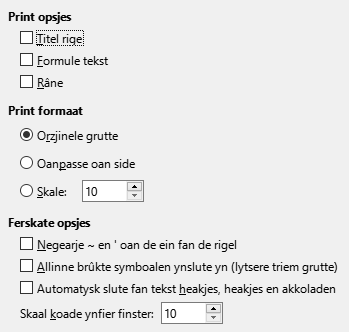 Print opsjes
Titel rige
Formule tekst
Râne
Print formaat
Orzjinele grutte
Oanpasse oan side
Skale: 10
Ferskate opsjes
Negearje ~ en ' oan de ein fan de rigel
Allinne brûkte symboalen ynslute yn (lytsere triem grutte)
Automatysk slute fan tekst heakjes, heakjes en akkoladen
Skaal koade ynfier finster: 10